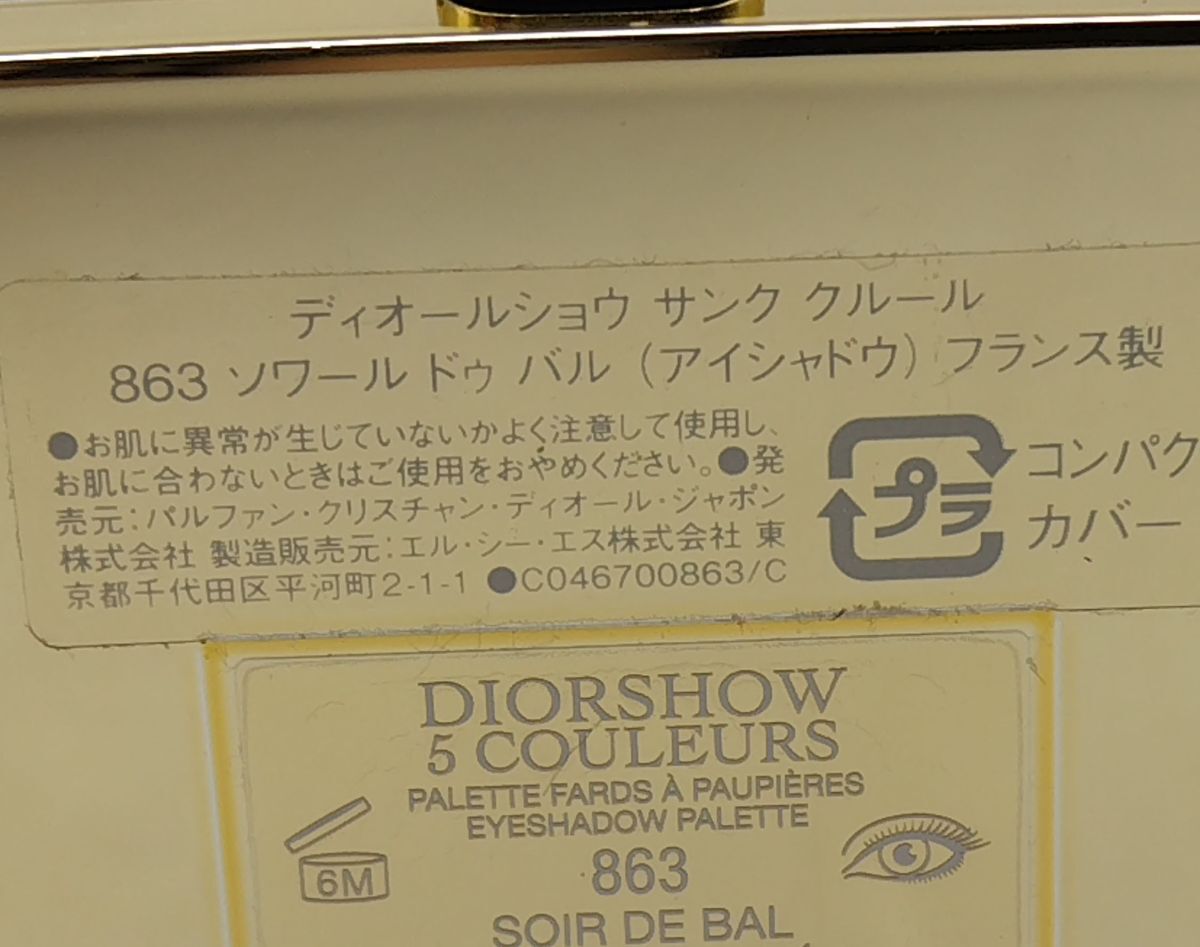 ディオールショウ サンク クルール
863 ソワール ドゥ バル (アイシャドウ) フランス製
●お肌に異常が生じていないかよく注意して使用し、
お肌に合わないときはご使用をおやめください。●発
売元:パルファン・クリスチャン・ディオール・ジャポン
株式会社 製造販売元:エル・シー・エス株式会社 東
京都千代田区平河町2-1-1 ●C046700863/C
プラ
コンパク
カバー
DIORSHOW
5 COULEURS
PALETTE FARDS À PAUPIÈRES
EYESHADOW PALETTE
6M
863
SOIR DE BAL